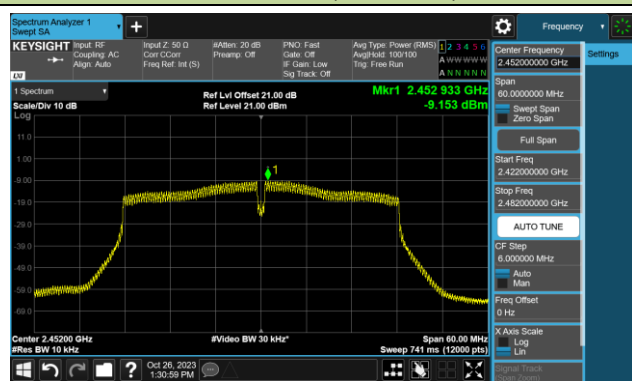 Spectrum Analyzer 1
Swept SA
Frequency
KEYSIGHT
Input: RF
Coupling: AC
Align: Auto
Input Z: 50 Ω
Corr CCorr
Freq Ref: Int (S)
#Atten: 20 dB
Preamp: Off
PNO: Fast
Gate: Off
IF Gain: Low
Sig Track: Off
Avg Type: Power (RMS)
Avg|Hold: 100/100
Trig: Free Run
1 2 3 4 5 6
A W W W W W
A N N N N N
LXI
1 Spectrum
Scale/Div 10 dB
Ref Lvl Offset 21.00 dB
Ref Level 21.00 dBm
Mkr1 2.452 933 GHz
-9.153 dBm
Log
11.0
1.00
-9.00
-19.0
-29.0
-39.0
-49.0
-59.0
-69.0
1
Center 2.45200 GHz
#Res BW 10 kHz
#Video BW 30 kHz*
Span 60.00 MHz
Sweep 741 ms (12000 pts)
Oct 26, 2023
1:30:59 PM
Center Frequency
2.452000000 GHz
Settings
Span
60.0000000 MHz
Swept Span
Zero Span
Full Span
Start Freq
2.422000000 GHz
Stop Freq
2.482000000 GHz
AUTO TUNE
CF Step
6.000000 MHz
Auto
Man
Freq Offset
0 Hz
X Axis Scale
Log
Lin
Signal Track
(Span Zoom)